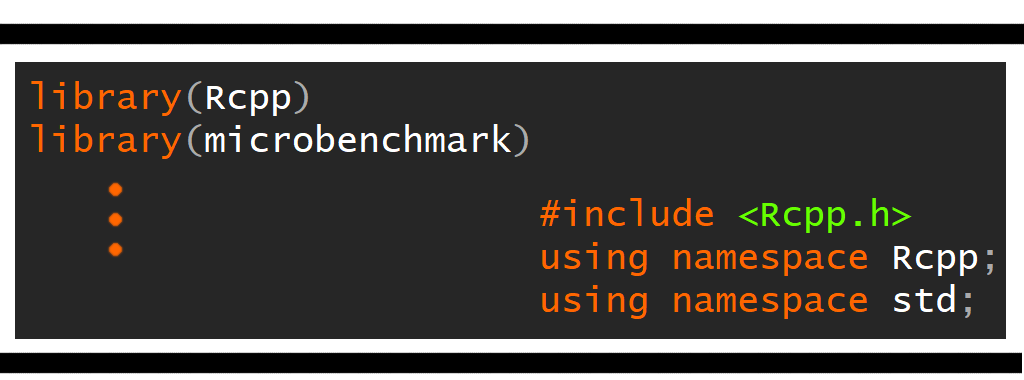 library(Rcpp)
library(microbenchmark)
#include <Rcpp.h>
using namespace Rcpp;
using namespace std;